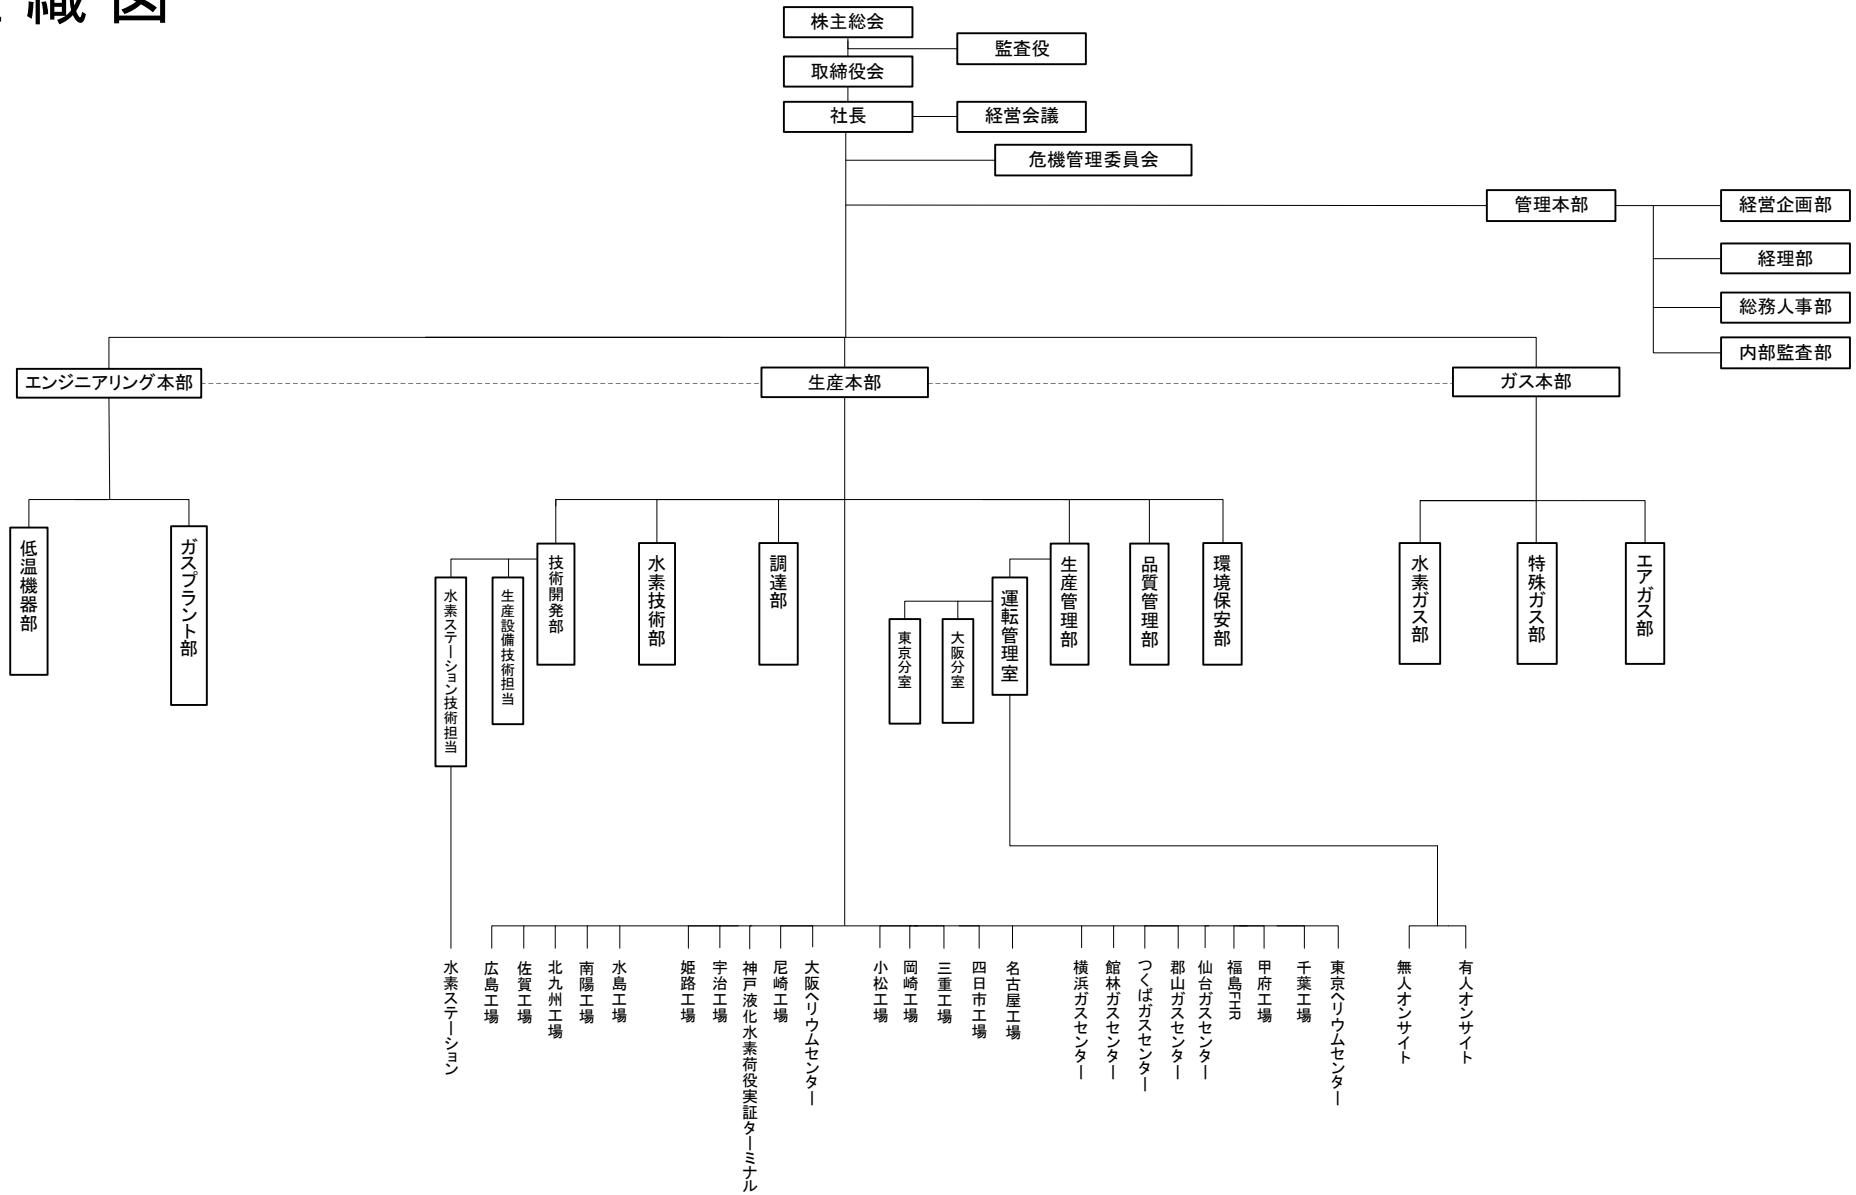 織 図
株主総会
監査役
取締役会
社長
経営会議
危機管理委員会
管理本部
経営企画部
経理部
総務人事部
内部監査部
エンジニアリング本部
生産本部
ガス本部
低温機器部
ガスプラント部
水素ステーション技術担当
生産設備技術担当
技術開発部
水素技術部
調達部
東京分室
大阪分室
運転管理室
生産管理部
品質管理部
環境保安部
水素ガス部
特殊ガス部
エアガス部
水素ステーション
広島工場
佐賀工場
北九州工場
南陽工場
水島工場
姫路工場
宇治工場
神戸液化水素荷役実証ターミナル
尼崎工場
大阪ヘリウムセンター
小松工場
岡崎工場
三重工場
四日市工場
名古屋工場
横浜ガスセンター
館林ガスセンター
つくばガスセンター
郡山ガスセンター
仙台ガスセンター
福島FHR
甲府工場
千葉工場
東京ヘリウムセンター
無人オンサイト
有人オンサイト